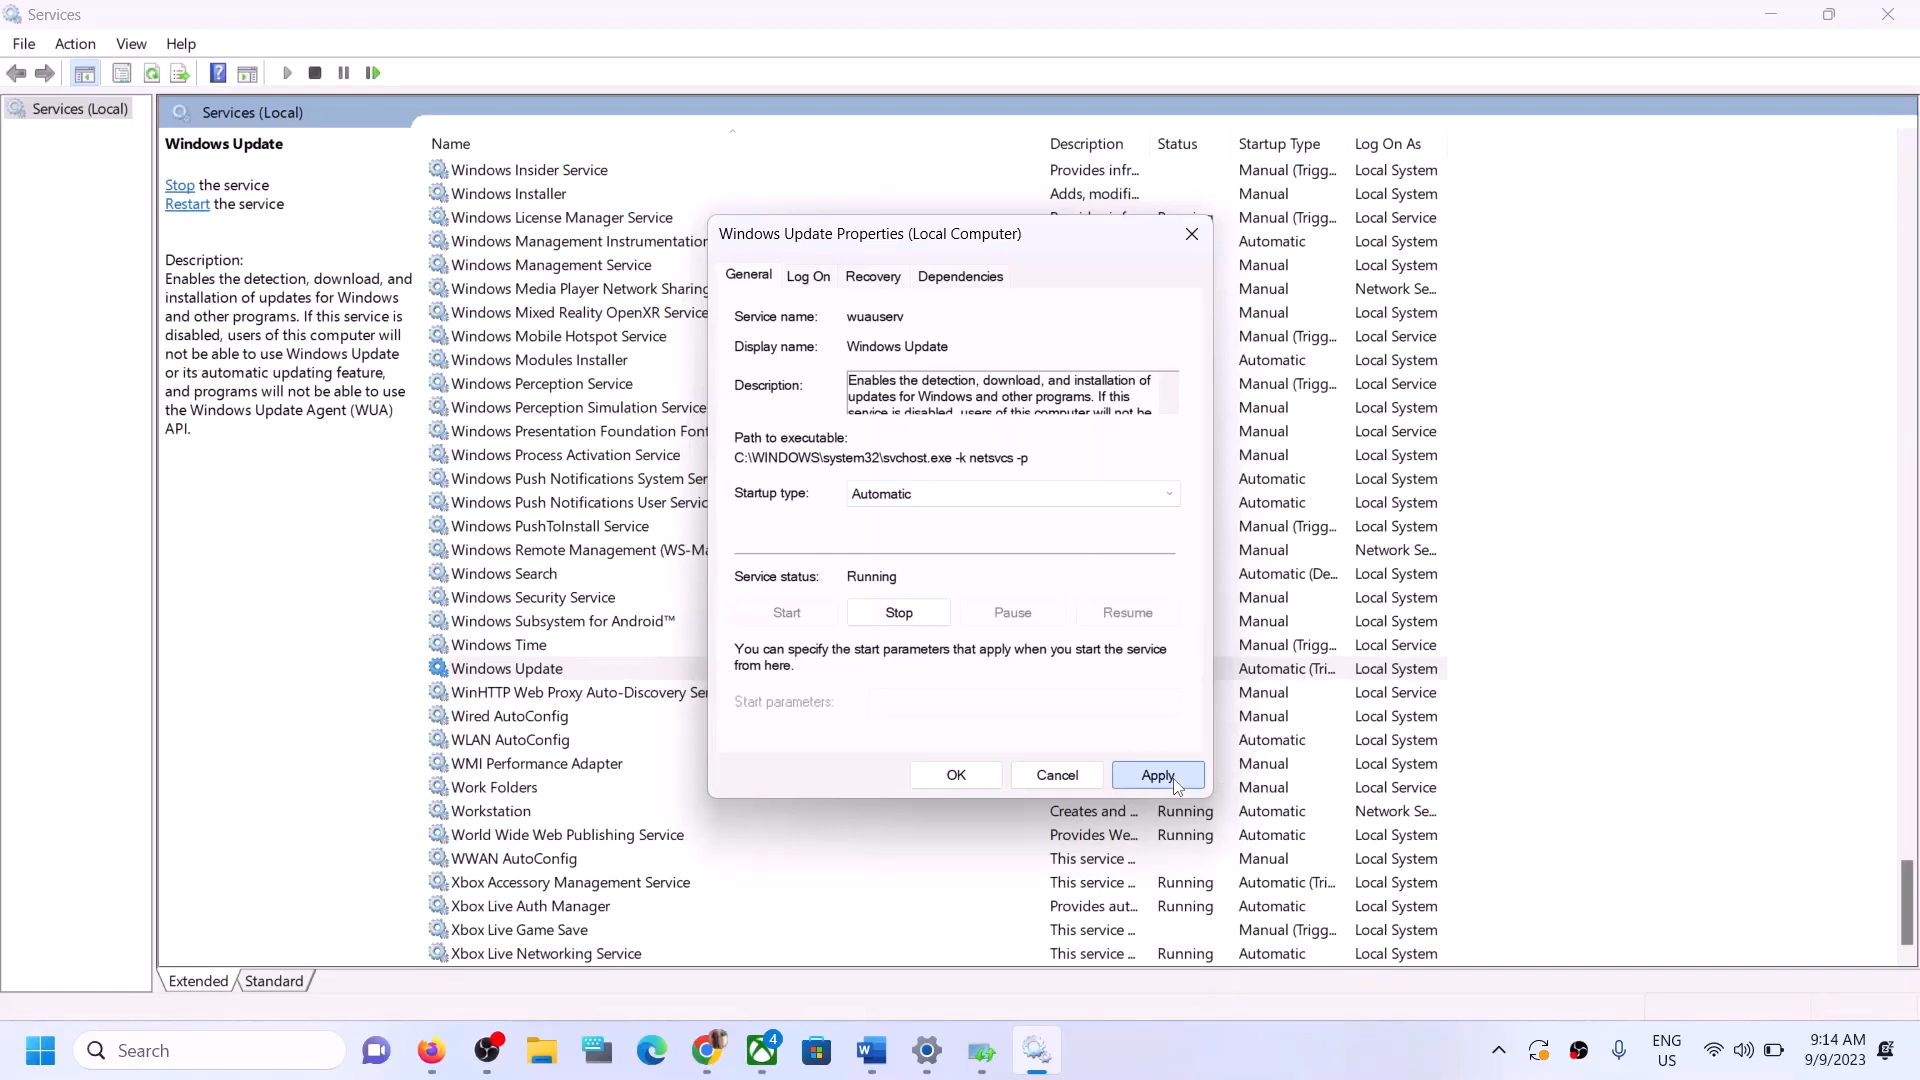 Services
File Action View Help
Services (Local)
Services (Local)
Windows Update
Stop the service
Restart the service
Description:
Enables the detection, download, and
installation of updates for Windows
and other programs. If this service is
disabled, users of this computer will
not be able to use Windows Update
or its automatic updating feature,
and programs will not be able to use
the Windows Update Agent (WUA)
API.
Name Description Status Startup Type Log On As
Windows Insider Service Provides infr... Manual (Trigg... Local System
Windows Installer Adds, modifi... Manual Local System
Windows License Manager Service Manual (Trigg... Local Service
Windows Management Instrumentation Automatic Local System
Windows Management Service Manual Local System
Windows Media Player Network Sharing Manual Network Se...
Windows Mixed Reality OpenXR Service Manual Local System
Windows Mobile Hotspot Service Manual (Trigg... Local Service
Windows Modules Installer Automatic Local System
Windows Perception Service Manual (Trigg... Local Service
Windows Perception Simulation Service Manual Local System
Windows Presentation Foundation Font Manual Local Service
Windows Process Activation Service Manual Local System
Windows Push Notifications System Ser Automatic Local System
Windows Push Notifications User Servic Automatic Local System
Windows PushToInstall Service Manual (Trigg... Local System
Windows Remote Management (WS-Ma Manual Network Se...
Windows Search Automatic (De... Local System
Windows Security Service Manual Local System
Windows Subsystem for Android™ Manual Local System
Windows Time Manual (Trigg... Local Service
Windows Update Automatic (Tri... Local System
WinHTTP Web Proxy Auto-Discovery Ser Manual Local Service
Wired AutoConfig Manual Local System
WLAN AutoConfig Automatic Local System
WMI Performance Adapter Manual Local System
Work Folders Manual Local Service
Workstation Creates and ... Running Automatic Network Se...
World Wide Web Publishing Service Provides We... Running Automatic Local System
WWAN AutoConfig This service ... Manual Local System
Xbox Accessory Management Service This service ... Running Automatic (Tri... Local System
Xbox Live Auth Manager Provides aut... Running Automatic Local System
Xbox Live Game Save This service ... Manual (Trigg... Local System
Xbox Live Networking Service This service ... Running Automatic Local System
Windows Update Properties (Local Computer)
General Log On Recovery Dependencies
Service name: wuauserv
Display name: Windows Update
Description: Enables the detection, download, and installation of
updates for Windows and other programs. If this
service is disabled, users of this computer will not be
Path to executable:
C:\WINDOWS\system32\svchost.exe -k netsvcs -p
Startup type: Automatic
Service status: Running
Start Stop Pause Resume
You can specify the start parameters that apply when you start the service
from here.
Start parameters:
OK Cancel Apply
Extended Standard
Search
4
ENG
US
9:14 AM
9/9/2023